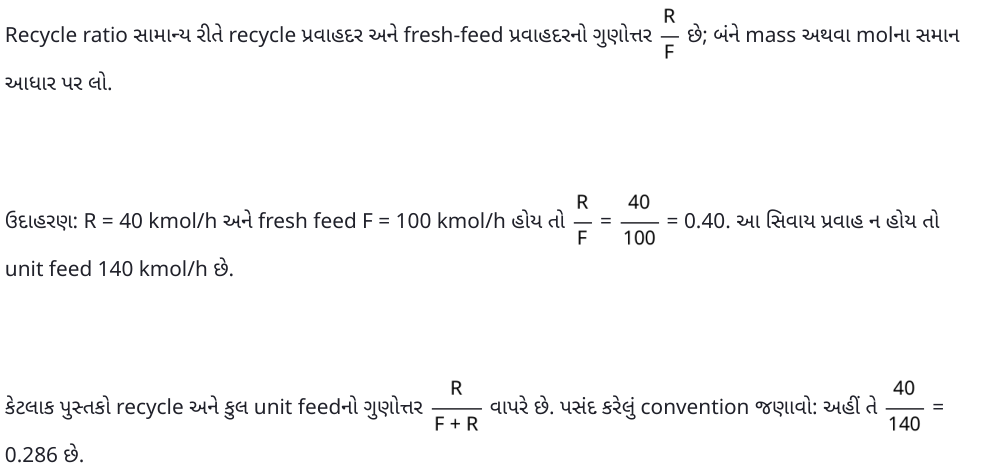 Recycle ratio સામાન્ય રીતે recycle પ્રવાહદર અને fresh-feed પ્રવાહદરનો ગુણોત્તર R/F છે; બંને mass અથવા molના સમાન
આધાર પર લો.
ઉદાહરણ: R = 40 kmol/h અને fresh feed F = 100 kmol/h હોય તો R/F = 40/100 = 0.40. આ સિવાય પ્રવાહ ન હોય તો
unit feed 140 kmol/h છે.
કેટલાક પુસ્તકો recycle અને કુલ unit feedનો ગુણોત્તર R/(F + R) વાપરે છે. પસંદ કરેલું convention જણાવો: અહીં તે 40/140 =
0.286 છે.